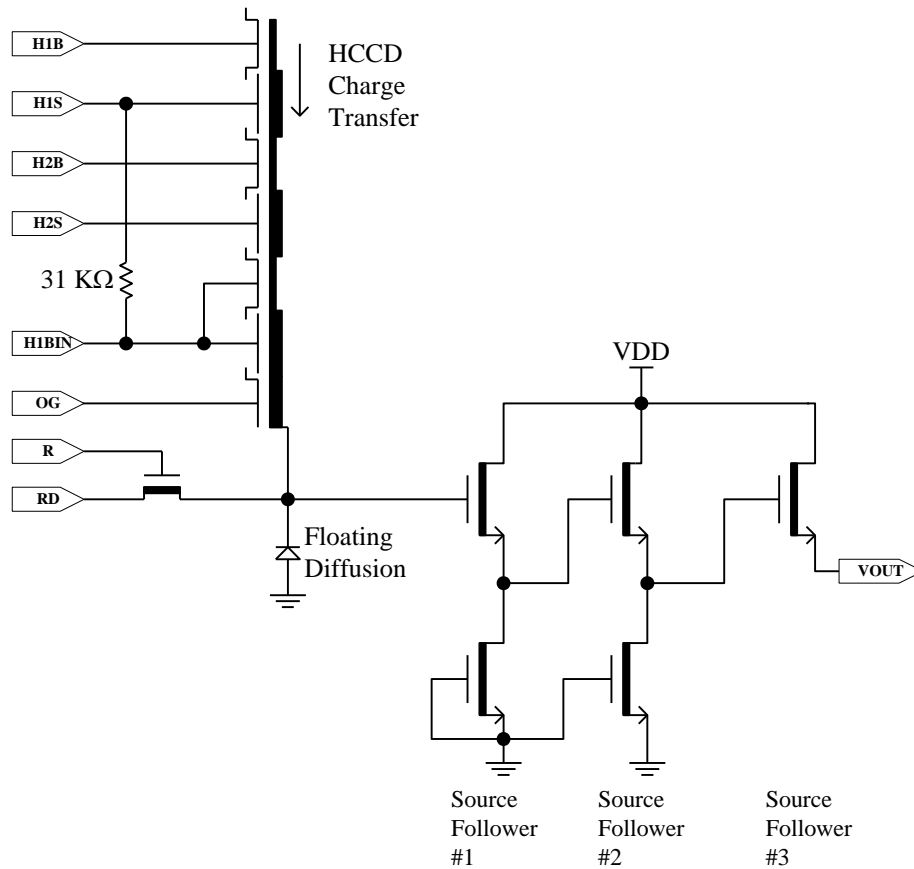 H1B
HCCD
Charge
Transfer
H1S
H2B
H2S
31 KΩ
H1BIN
OG
R
RD
Floating
Diffusion
VDD
VOUT
Source
Follower
#1
Source
Follower
#2
Source
Follower
#3